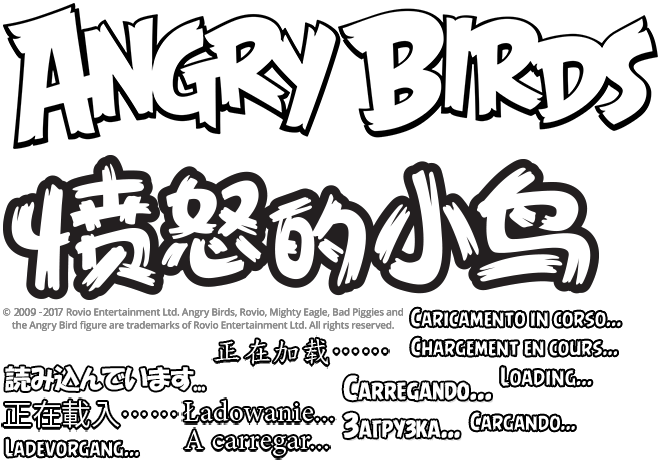 ANGRY BIRDS
愤怒的小鸟
© 2009 - 2017 Rovio Entertainment Ltd. Angry Birds, Rovio, Mighty Eagle, Bad Piggies and
the Angry Bird figure are trademarks of Rovio Entertainment Ltd. All rights reserved.
CARICAMENTO IN CORSO...
正在加载······
CHARGEMENT EN COURS...
読み込んでいます...
CARREGANDO...
LOADING...
正在載入······
Ładowanie...
ЗАГРУЗКА...
CARGANDO...
LADEVORGANG...
A carregar...